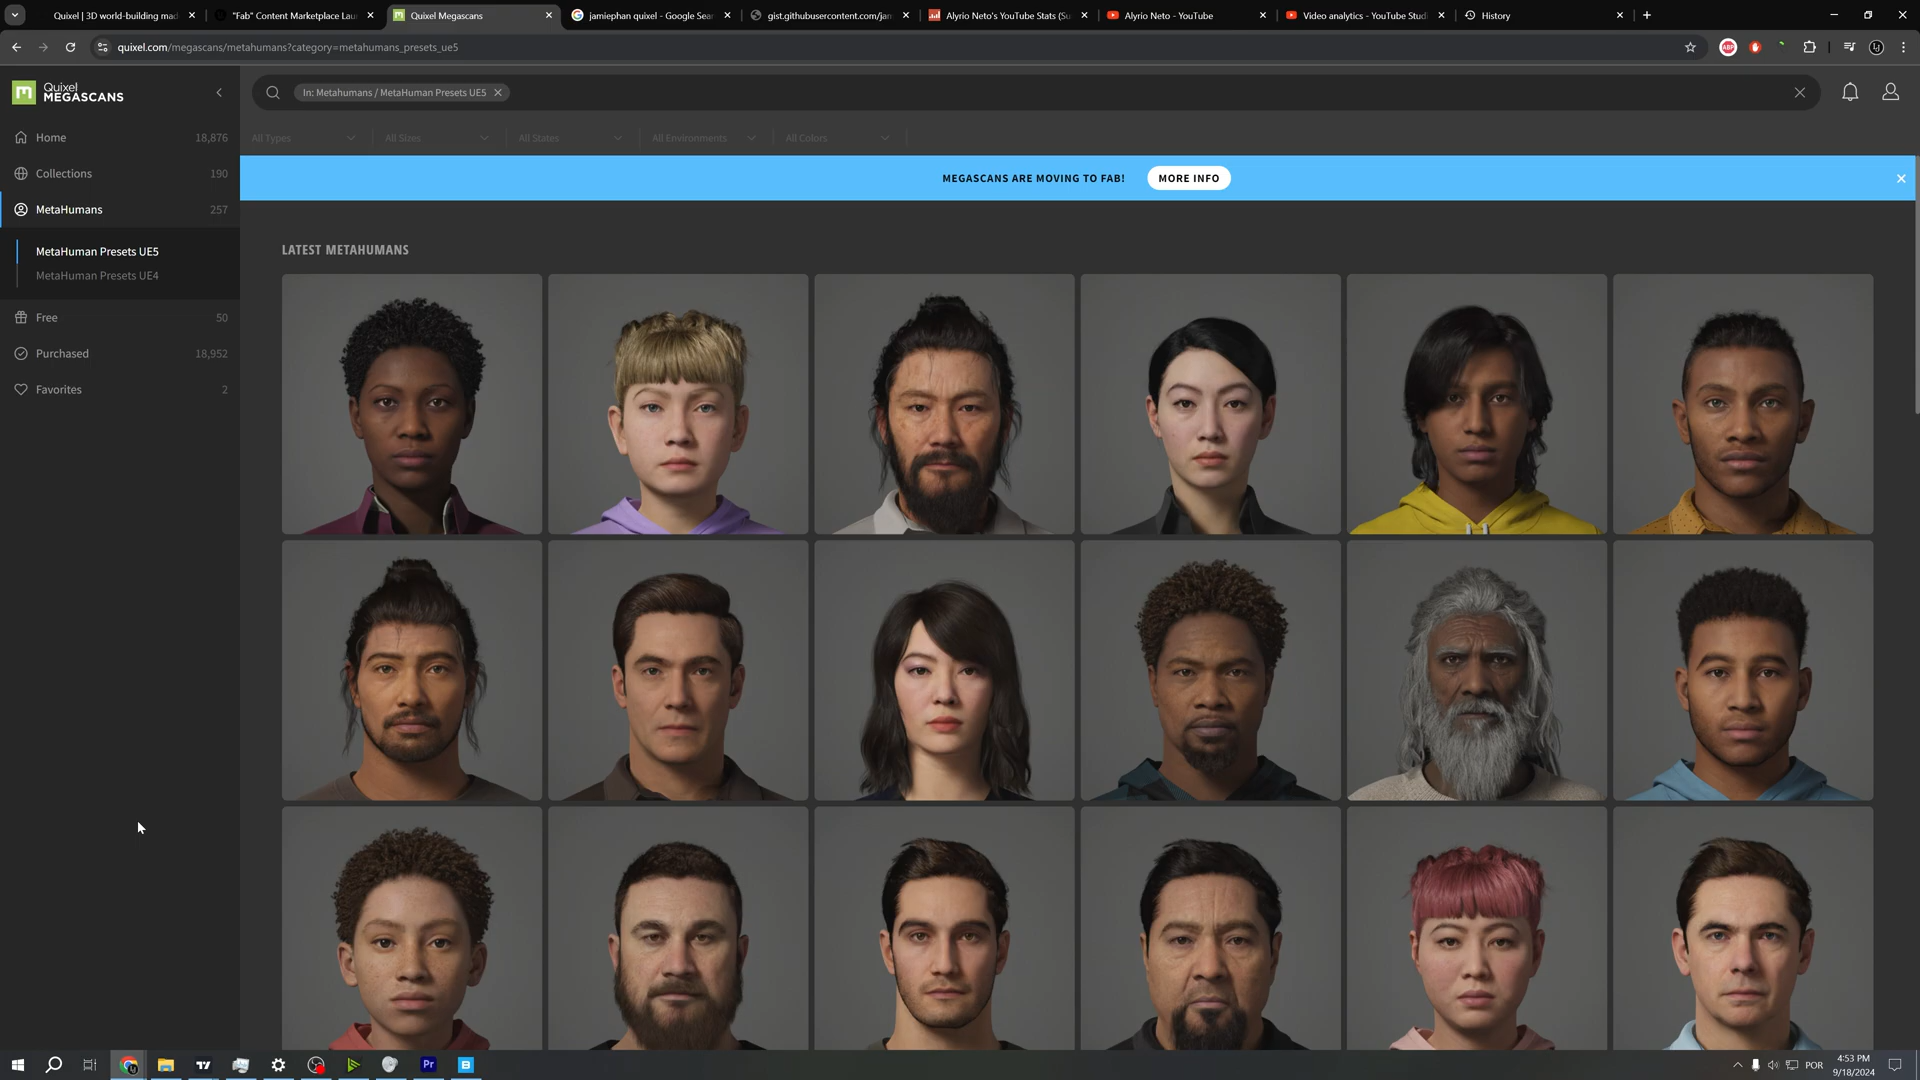 Quixel | 3D world-building mad
"Fab" Content Marketplace Lau
Quixel Megascans
jamiephan quixel - Google Sear
gist.githubusercontent.com/jan
Alyrio Neto's YouTube Stats (Su
Alyrio Neto - YouTube
Video analytics - YouTube Studi
History
quixel.com/megascans/metahumans?category=metahumans_presets_ue5
ABP
Quixel
MEGASCANS
In: Metahumans / MetaHuman Presets UE5
Home 18,876
All Types
All Sizes
All States
All Environments
All Colors
Collections 190
MEGASCANS ARE MOVING TO FAB!
MORE INFO
MetaHumans 257
MetaHuman Presets UE5
MetaHuman Presets UE4
LATEST METAHUMANS
Free 50
Purchased 18,952
Favorites 2
Pr
B
POR
4:53 PM
9/18/2024